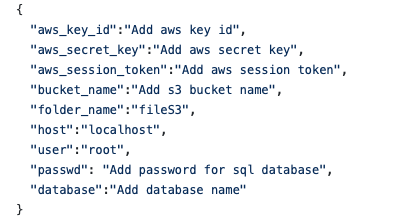 {
"aws_key_id":"Add aws key id",
"aws_secret_key":"Add aws secret key",
"aws_session_token":"Add aws session token",
"bucket_name":"Add s3 bucket name",
"folder_name":"fileS3",
"host":"localhost",
"user":"root",
"passwd": "Add password for sql database",
"database":"Add database name"
}